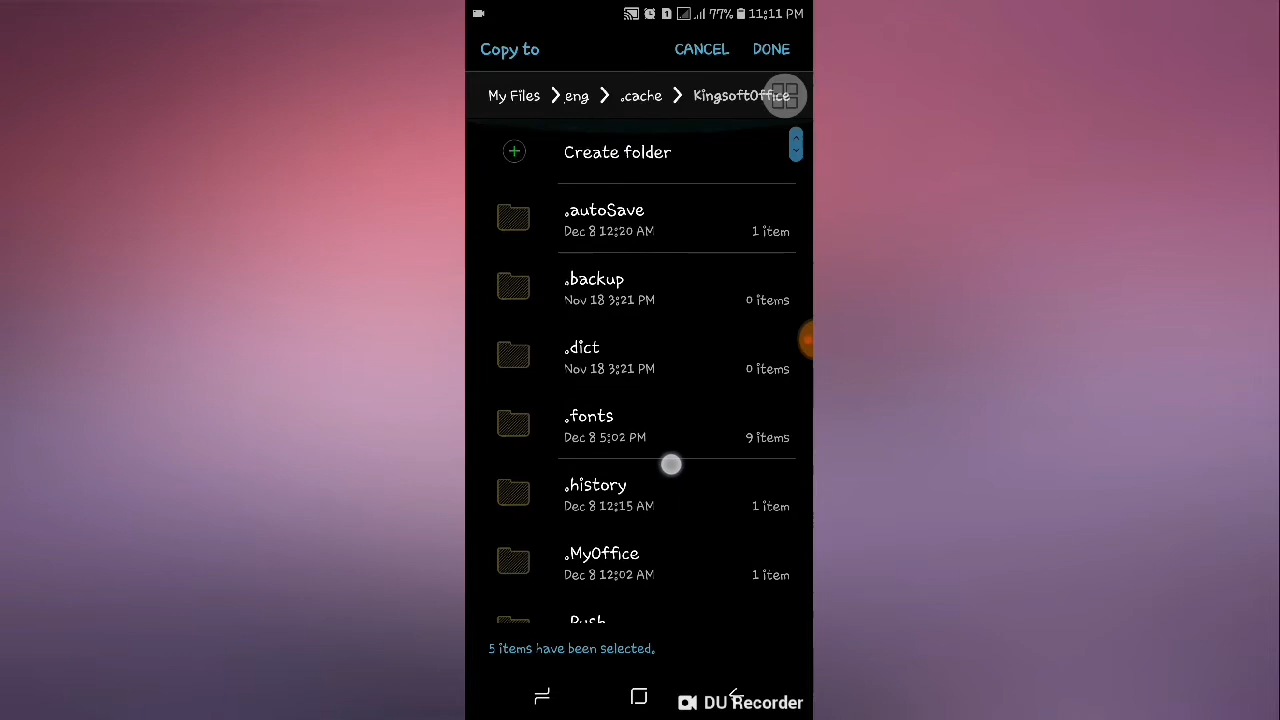 77% 11:11 PM
Copy to CANCEL DONE
My Files eng .cache KingsoftOffice
Create folder
.autoSave
Dec 8 12:20 AM 1 item
.backup
Nov 18 3:21 PM 0 items
.dict
Nov 18 3:21 PM 0 items
.fonts
Dec 8 5:02 PM 9 items
.history
Dec 8 12:15 AM 1 item
.MyOffice
Dec 8 12:02 AM 1 item
.Push
5 items have been selected.
DU Recorder